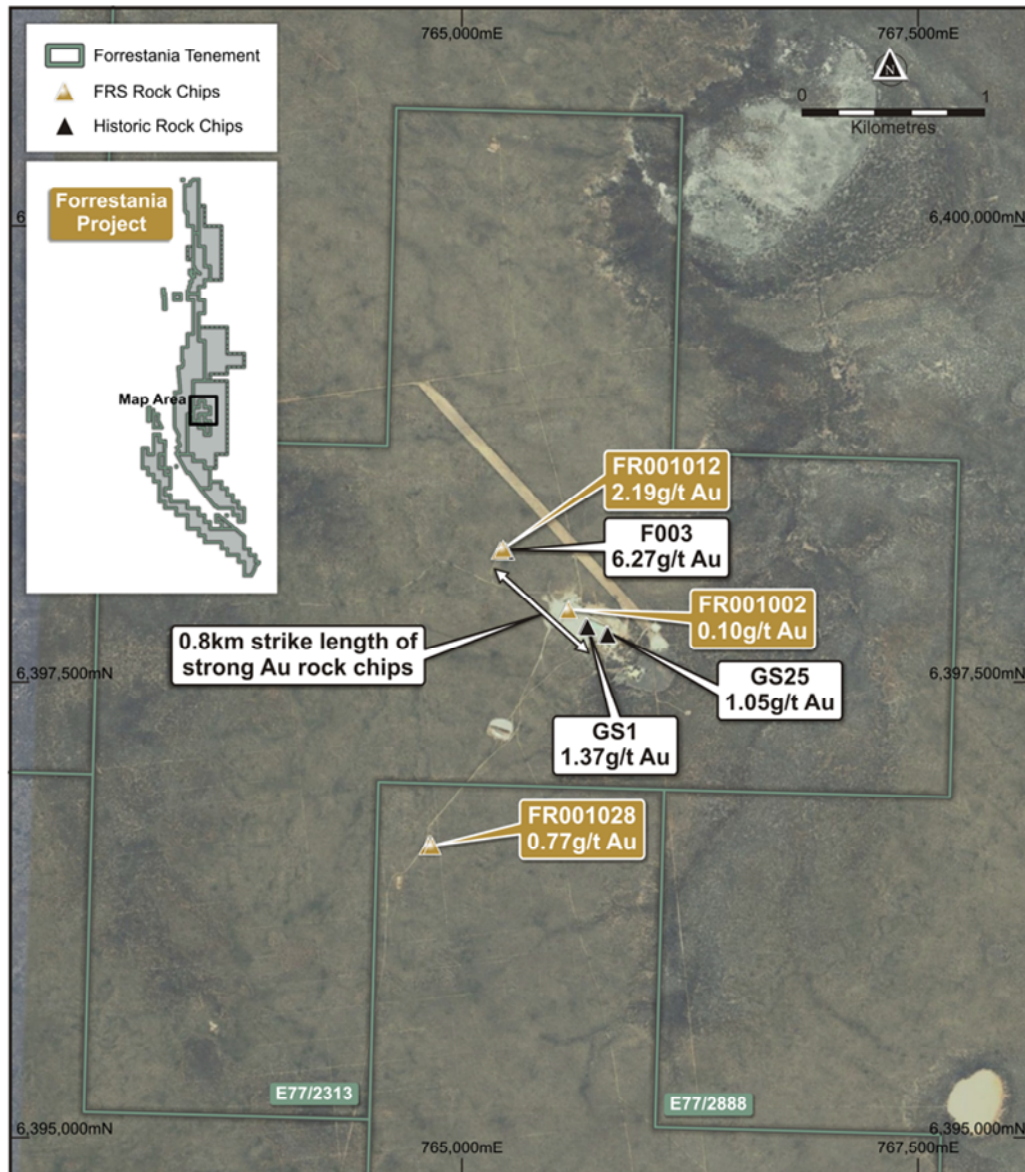 765,000mE
767,500mE
Forrestania Tenement
FRS Rock Chips
Historic Rock Chips
N
0
1
Kilometres
Forrestania
Project
Map Area
6
6,400,000mN
FR001012
2.19g/t Au
F003
6.27g/t Au
FR001002
0.10g/t Au
0.8km strike length of
strong Au rock chips
6,397,500mN
6,397,500mN
GS25
1.05g/t Au
GS1
1.37g/t Au
FR001028
0.77g/t Au
E77/2313
E77/2888
6,395,000mN
6,395,000mN
765,000mE
767,500mE